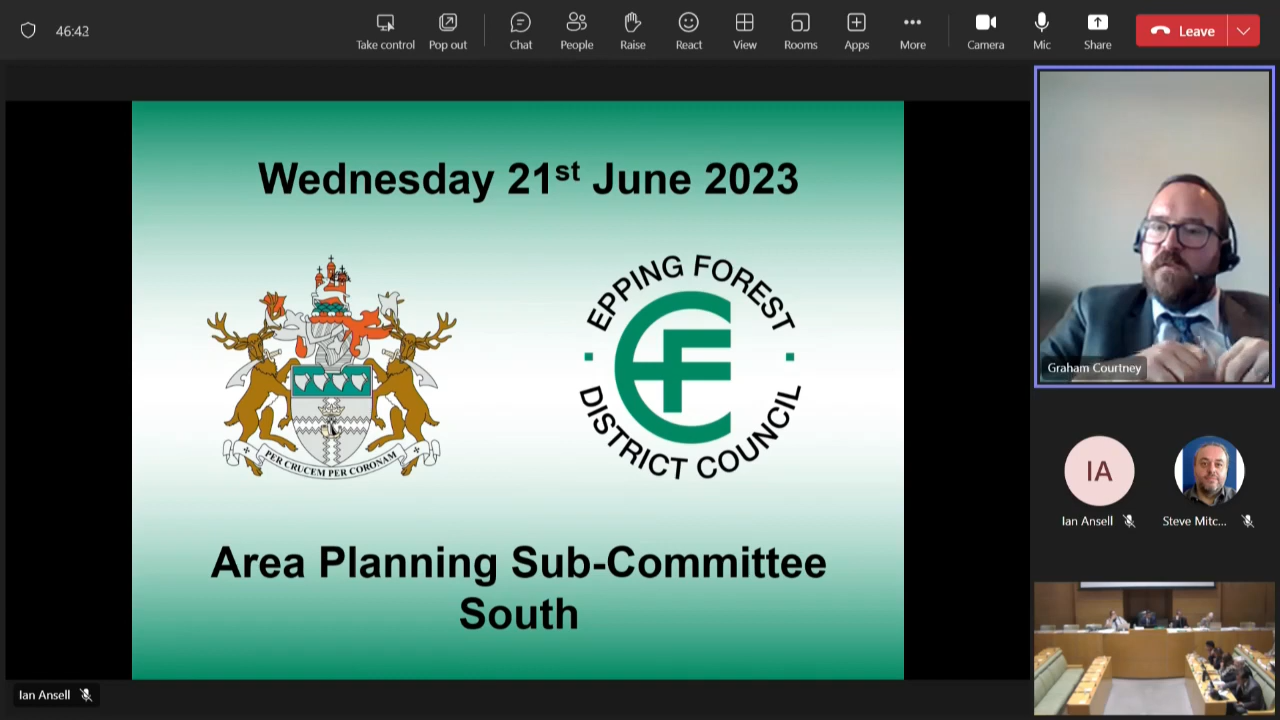 46:42
Take control
Pop out
Chat
People
Raise
React
View
Rooms
Apps
More
Camera
Mic
Share
Leave
Wednesday 21st June 2023
EPPING FOREST
DISTRICT COUNCIL
PER CRUCEM PER CORONAM
Area Planning Sub-Committee
South
Graham Courtney
IA
Ian Ansell
Steve Mitc...
Ian Ansell